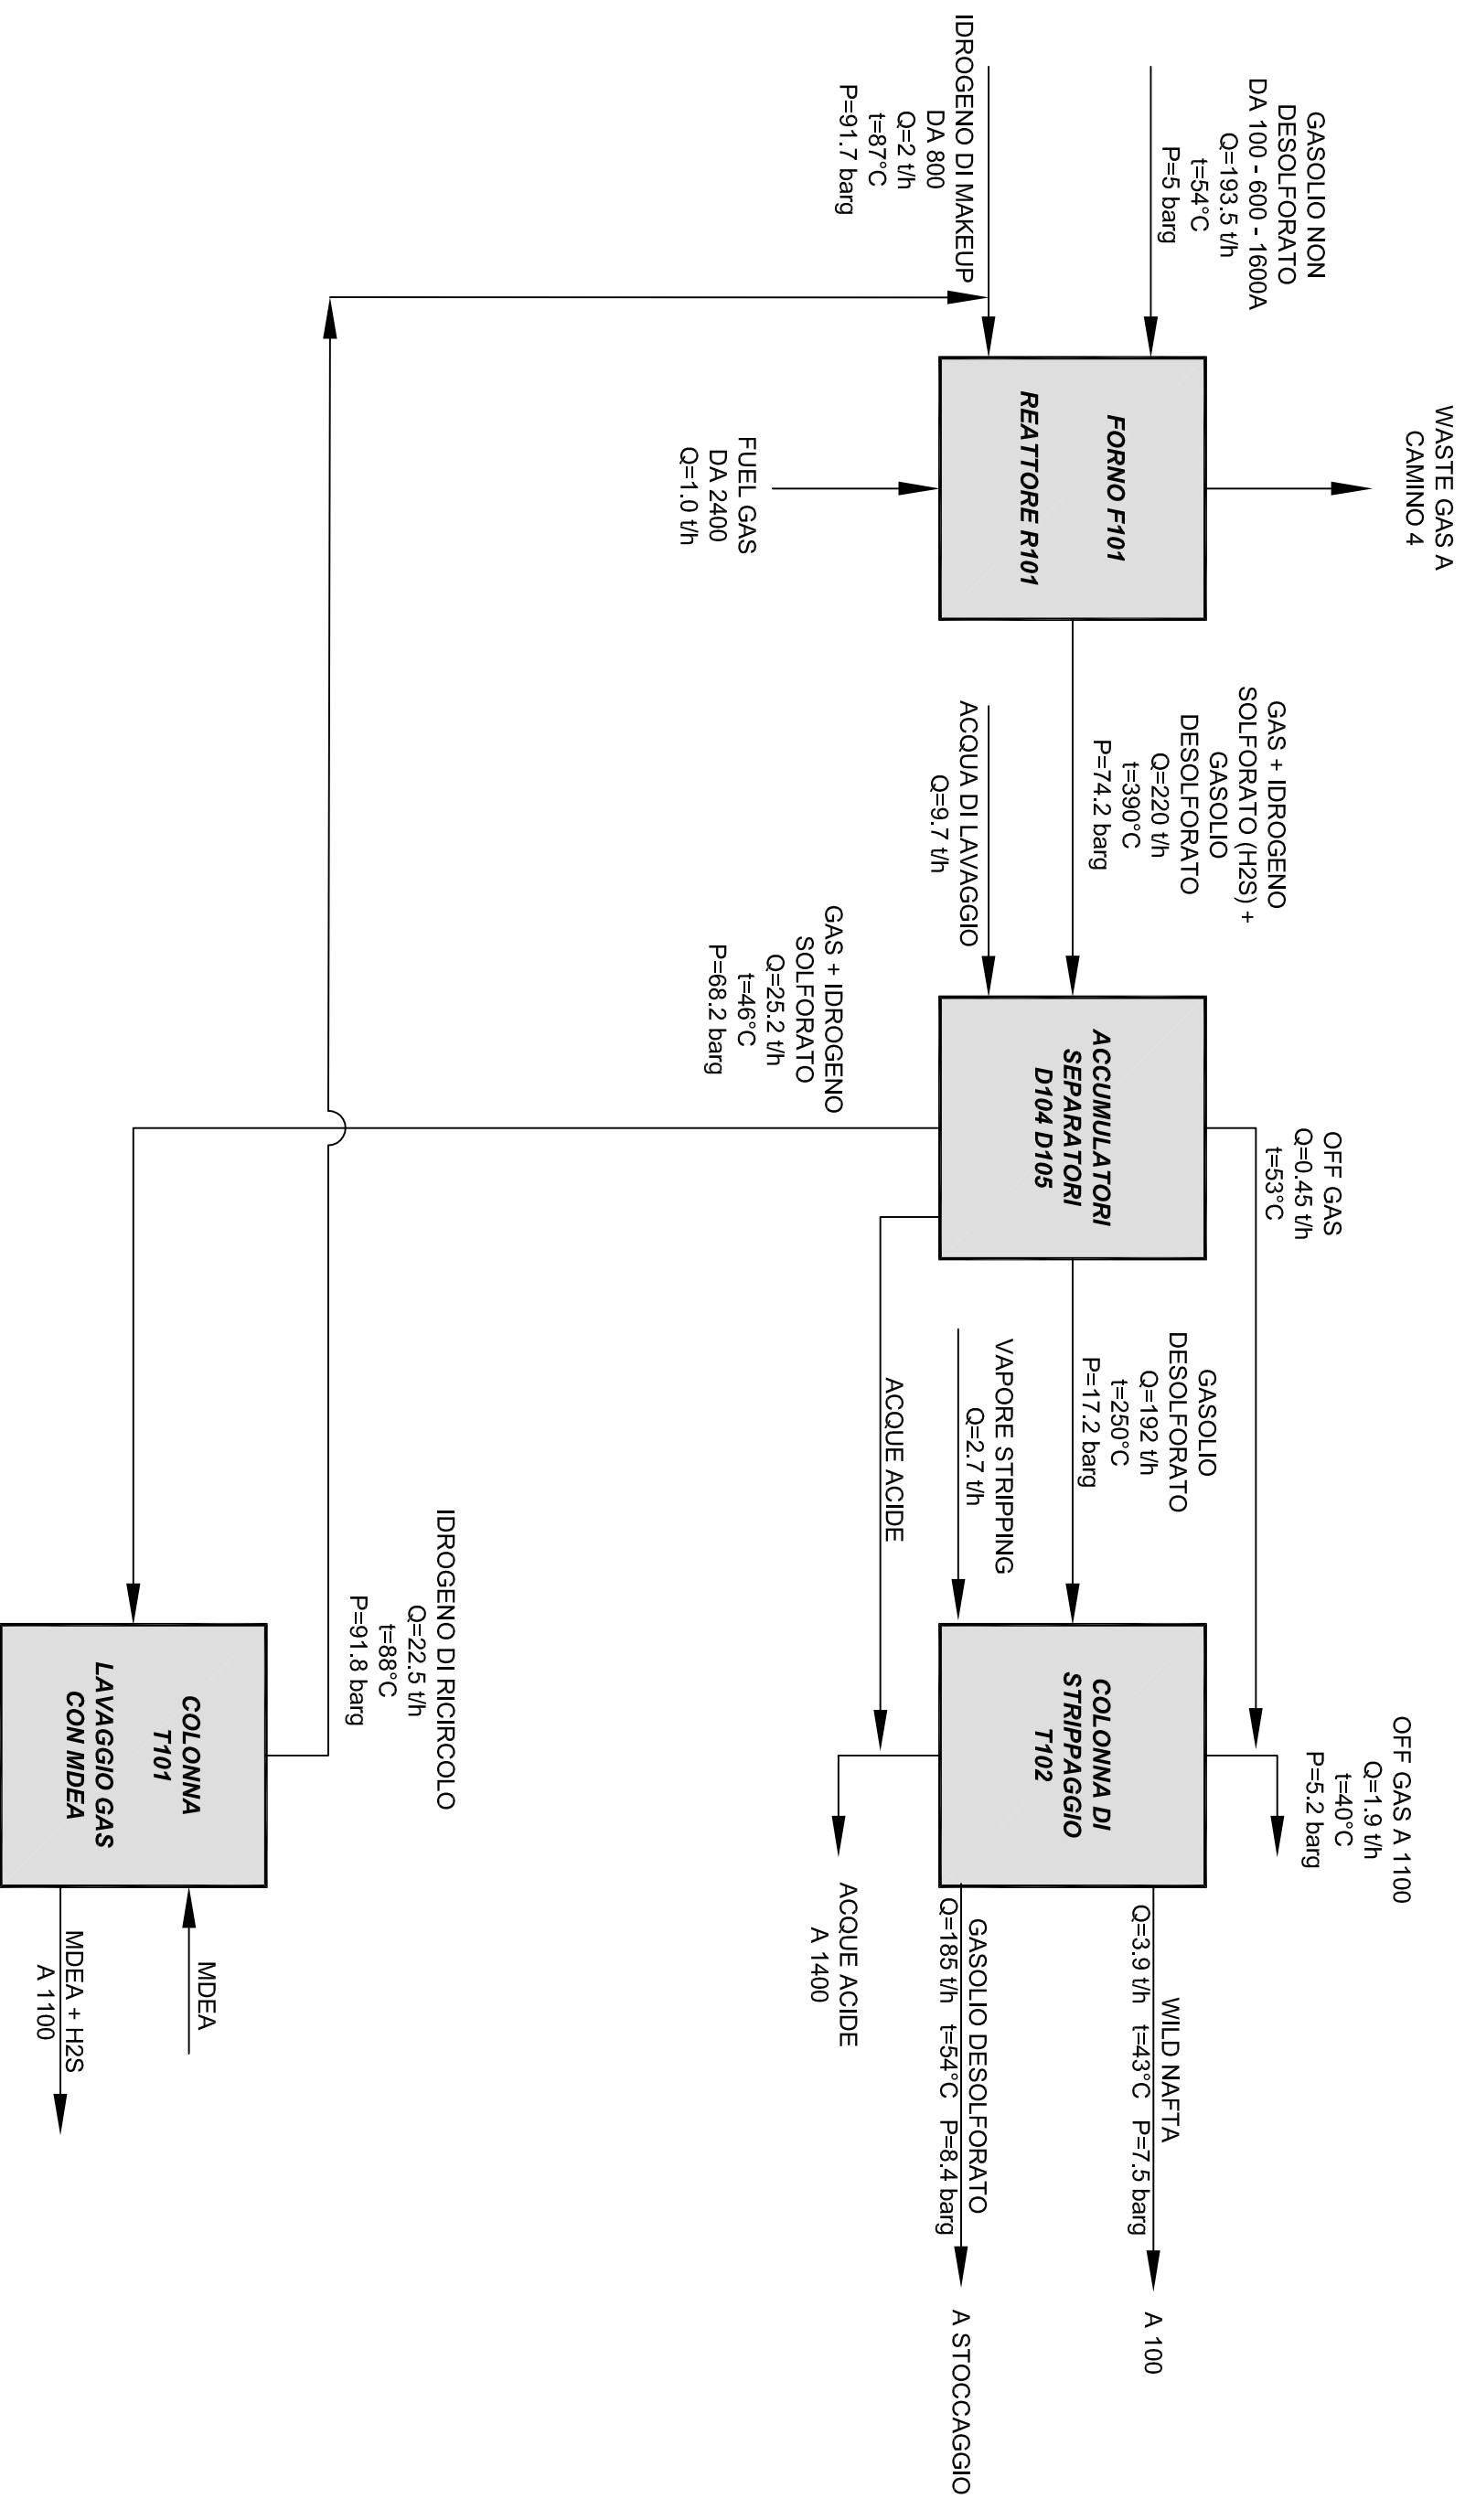 WASTE GAS A
CAMINO 4
GASOLIO NON
DESOLFORATO
DA 100 - 600 - 1600A
Q=193.5 t/h
t=54°C
P=5 barg
IDROGENO DI MAKEUP
DA 800
Q=2 t/h
t=87°C
P=91.7 barg
FORNO F101
REATTORE R101
FUEL GAS
DA 2400
Q=1.0 t/h
GAS + IDROGENO
SOLFORATO (H2S) +
GASOLIO
DESOLFORATO
Q=220 t/h
t=390°C
P=74.2 barg
ACQUA DI LAVAGGIO
Q=9.7 t/h
GAS + IDROGENO
SOLFORATO
Q=25.2 t/h
t=46°C
P=68.2 barg
ACCUMULATORI
SEPARATORI
D104 D105
OFF GAS
Q=0.45 t/h
t=53°C
GASOLIO
DESOLFORATO
Q=192 t/h
t=250°C
P=17.2 barg
VAPORE STRIPPING
Q=2.7 t/h
ACQUE ACIDE
OFF GAS A 1100
Q=1.9 t/h
t=40°C
P=5.2 barg
COLONNA DI
STRIPPAGGIO
T102
WILD NAFTA
Q=3.9 t/h t=43°C P=7.5 barg
A 100
GASOLIO DESOLFORATO
Q=185 t/h t=54°C P=8.4 barg
A STOCCAGGIO
ACQUE ACIDE
A 1400
IDROGENO DI RICIRCOLO
Q=22.5 t/h
t=88°C
P=91.8 barg
COLONNA
T101
LAVAGGIO GAS
CON MDEA
MDEA
MDEA + H2S
A 1100